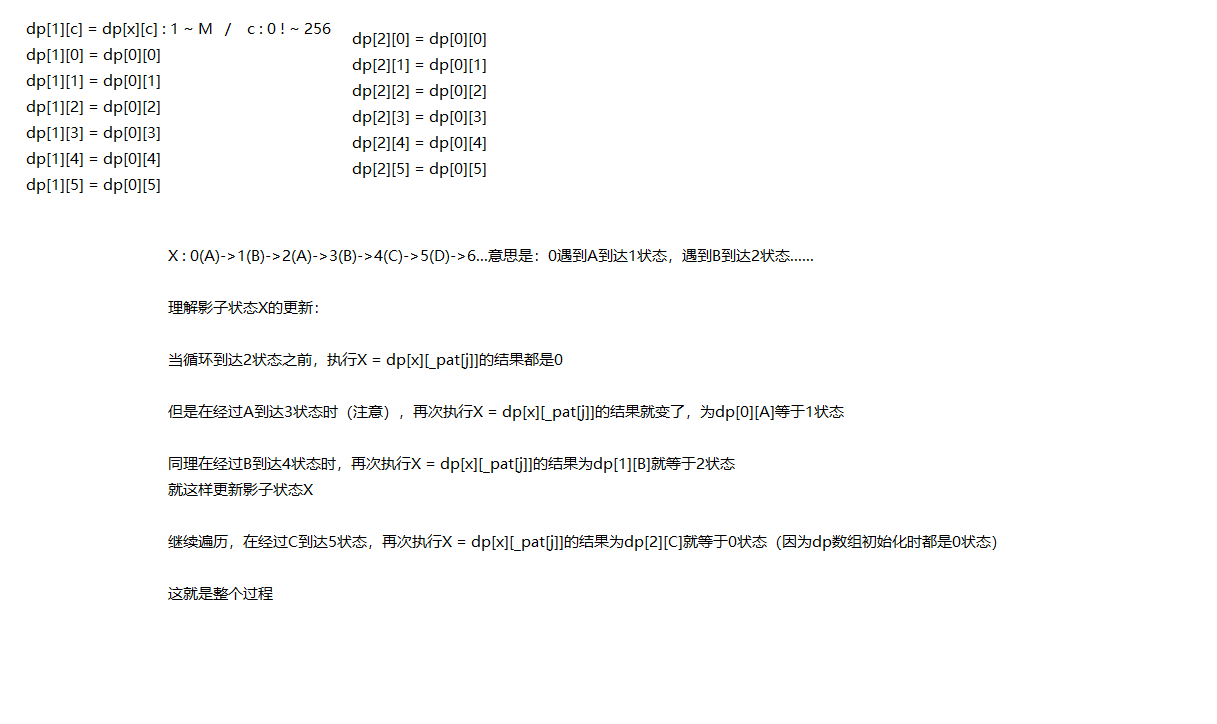 dp[1][c] = dp[x][c] : 1 ~ M   /    c : 0 ! ~ 256
dp[1][0] = dp[0][0]
dp[1][1] = dp[0][1]
dp[1][2] = dp[0][2]
dp[1][3] = dp[0][3]
dp[1][4] = dp[0][4]
dp[1][5] = dp[0][5]
dp[2][0] = dp[0][0]
dp[2][1] = dp[0][1]
dp[2][2] = dp[0][2]
dp[2][3] = dp[0][3]
dp[2][4] = dp[0][4]
dp[2][5] = dp[0][5]
X : 0(A)->1(B)->2(A)->3(B)->4(C)->5(D)->6...意思是：0遇到A到达1状态，遇到B到达2状态......
理解影子状态X的更新：
当循环到达2状态之前，执行X = dp[x][_pat[j]]的结果都是0
但是在经过A到达3状态时（注意），再次执行X = dp[x][_pat[j]]的结果就变了，为dp[0][A]等于1状态
同理在经过B到达4状态时，再次执行X = dp[x][_pat[j]]的结果为dp[1][B]就等于2状态
就这样更新影子状态X
继续遍历，在经过C到达5状态，再次执行X = dp[x][_pat[j]]的结果为dp[2][C]就等于0状态（因为dp数组初始化时都是0状态）
这就是整个过程